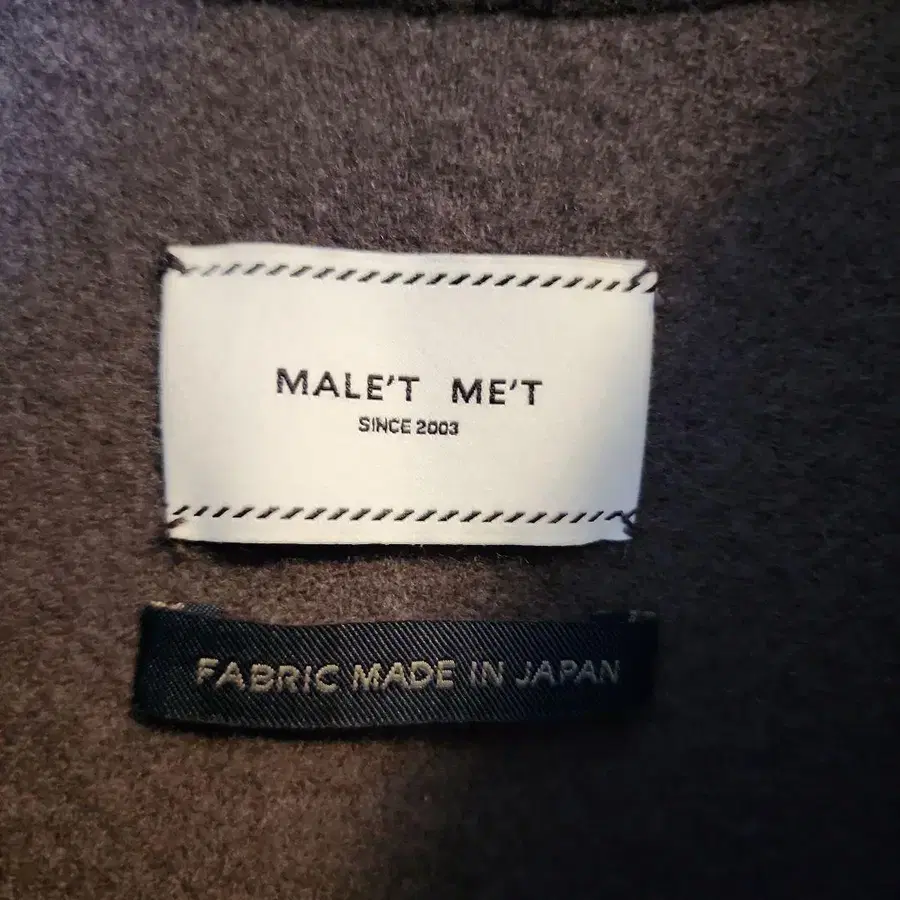 MALE'T ME'T
SINCE 2003
FABRIC MADE IN JAPAN